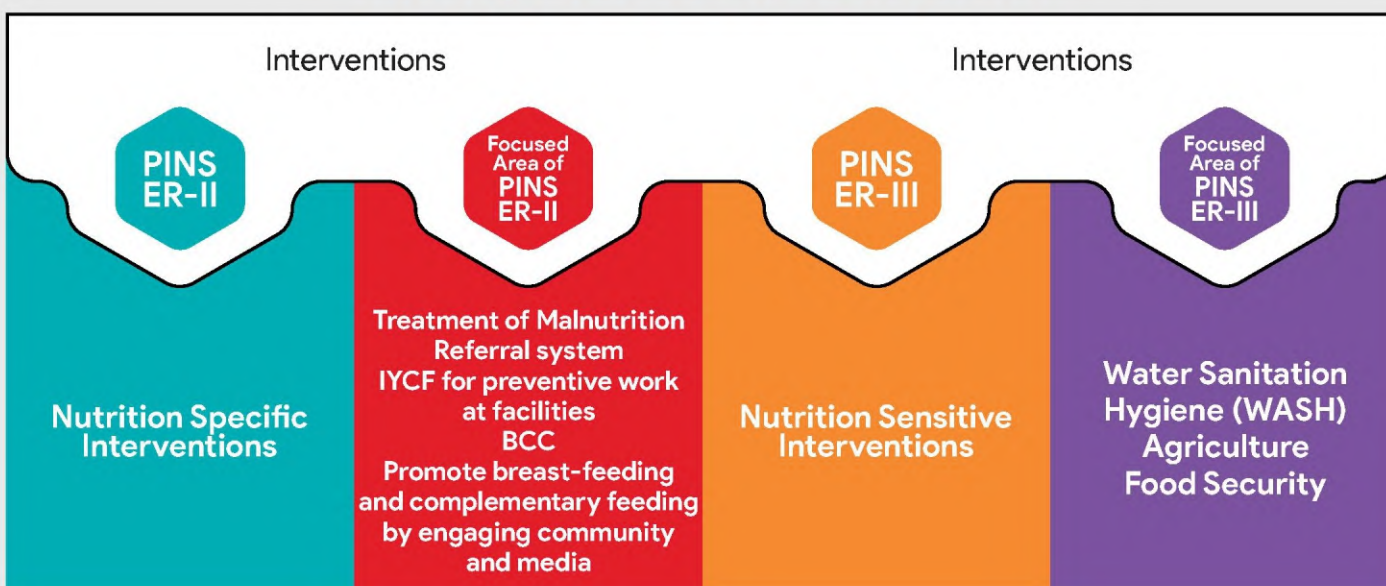 Interventions
Interventions
PINS
ER-II
Focused
Area of
PINS
ER-II
PINS
ER-III
Focused
Area of
PINS
ER-III
Nutrition Specific
Interventions
Treatment of Malnutrition
Referral system
IYCF for preventive work
at facilities
BCC
Promote breast-feeding
and complementary feeding
by engaging community
and media
Nutrition Sensitive
Interventions
Water Sanitation
Hygiene (WASH)
Agriculture
Food Security